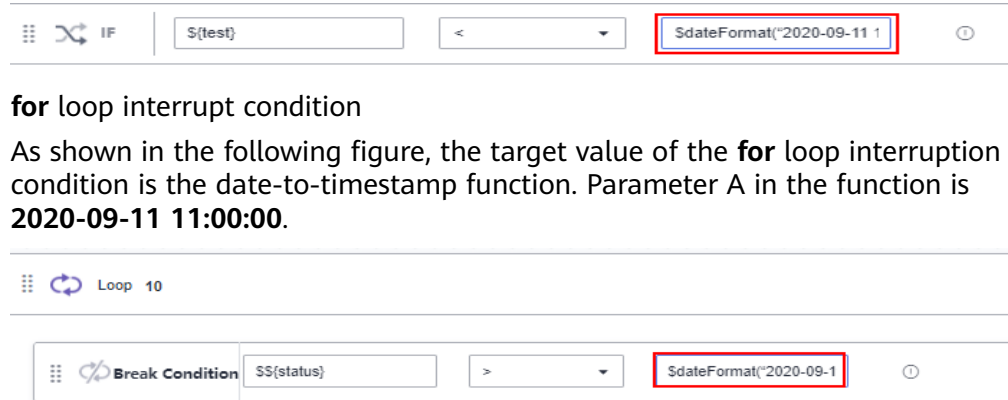 IF ${test} < $dateFormat("2020-09-11 1
for loop interrupt condition
As shown in the following figure, the target value of the for loop interruption
condition is the date-to-timestamp function. Parameter A in the function is
2020-09-11 11:00:00.
Loop 10
Break Condition $${status} > $dateFormat("2020-09-1